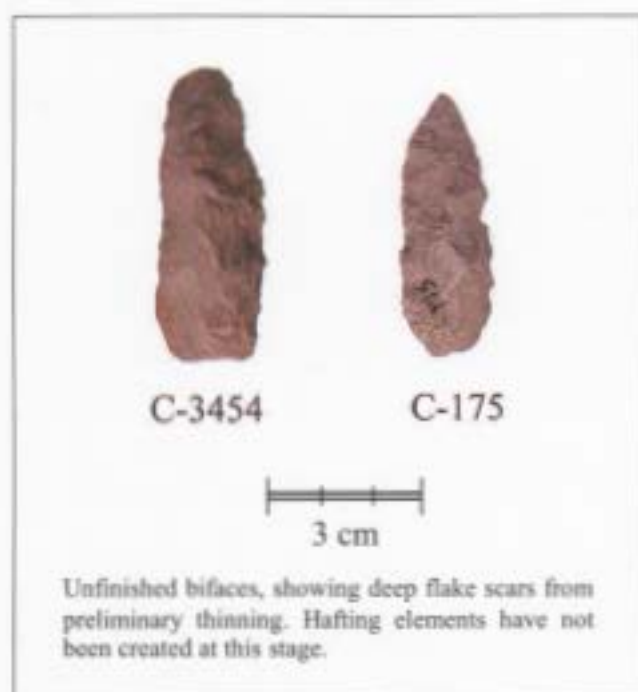 C-3454 C-175
3 cm
Unfinished bifaces, showing deep flake scars from
preliminary thinning. Hafting elements have not
been created at this stage.